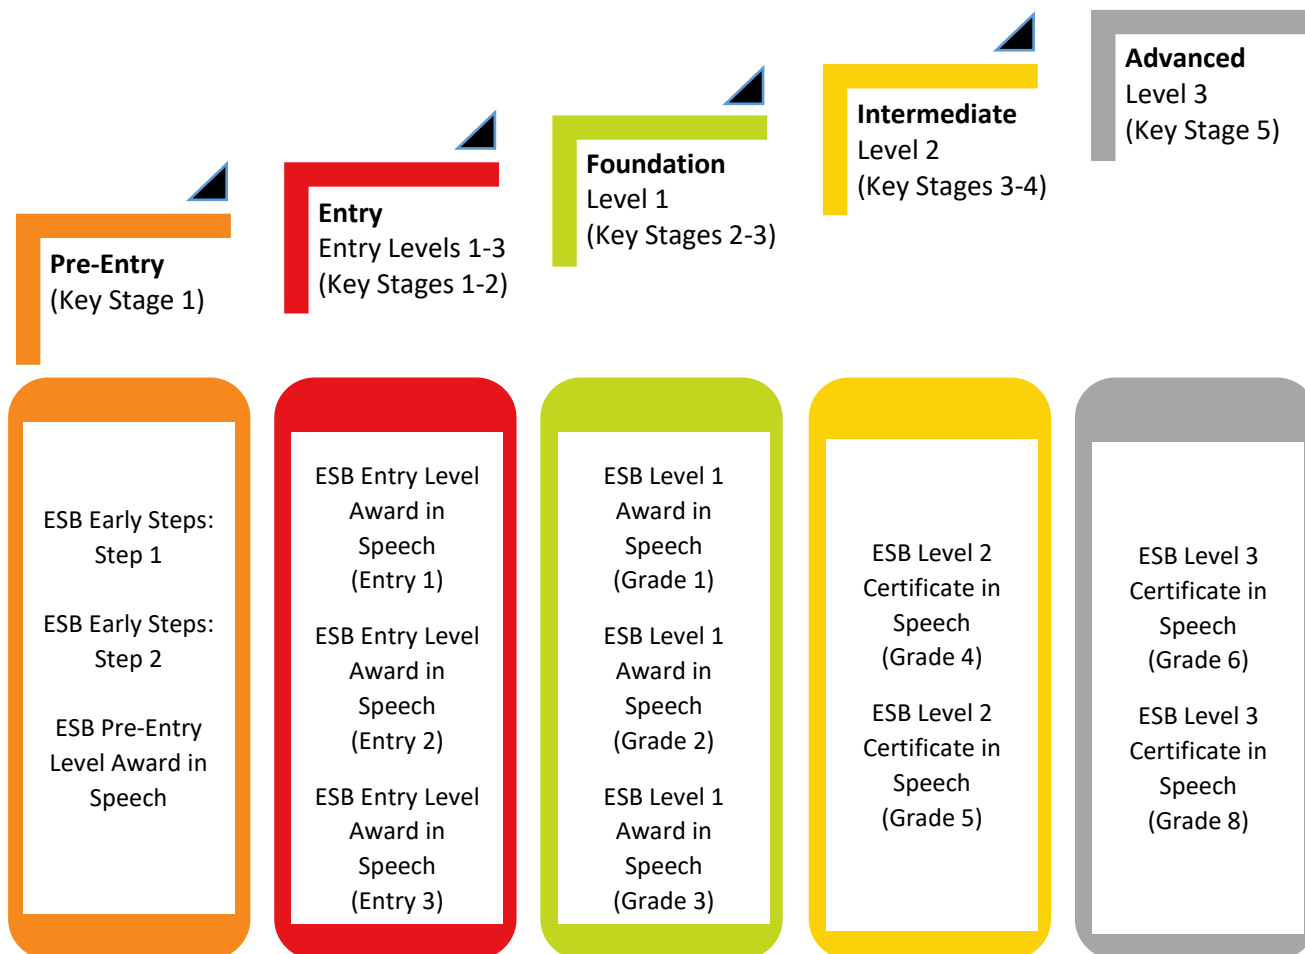 Pre-Entry
(Key Stage 1)
Entry
Entry Levels 1-3
(Key Stages 1-2)
Foundation
Level 1
(Key Stages 2-3)
Intermediate
Level 2
(Key Stages 3-4)
Advanced
Level 3
(Key Stage 5)
ESB Early Steps:
Step 1
ESB Early Steps:
Step 2
ESB Pre-Entry
Level Award in
Speech
ESB Entry Level
Award in
Speech
(Entry 1)
ESB Entry Level
Award in
Speech
(Entry 2)
ESB Entry Level
Award in
Speech
(Entry 3)
ESB Level 1
Award in
Speech
(Grade 1)
ESB Level 1
Award in
Speech
(Grade 2)
ESB Level 1
Award in
Speech
(Grade 3)
ESB Level 2
Certificate in
Speech
(Grade 4)
ESB Level 2
Certificate in
Speech
(Grade 5)
ESB Level 3
Certificate in
Speech
(Grade 6)
ESB Level 3
Certificate in
Speech
(Grade 8)